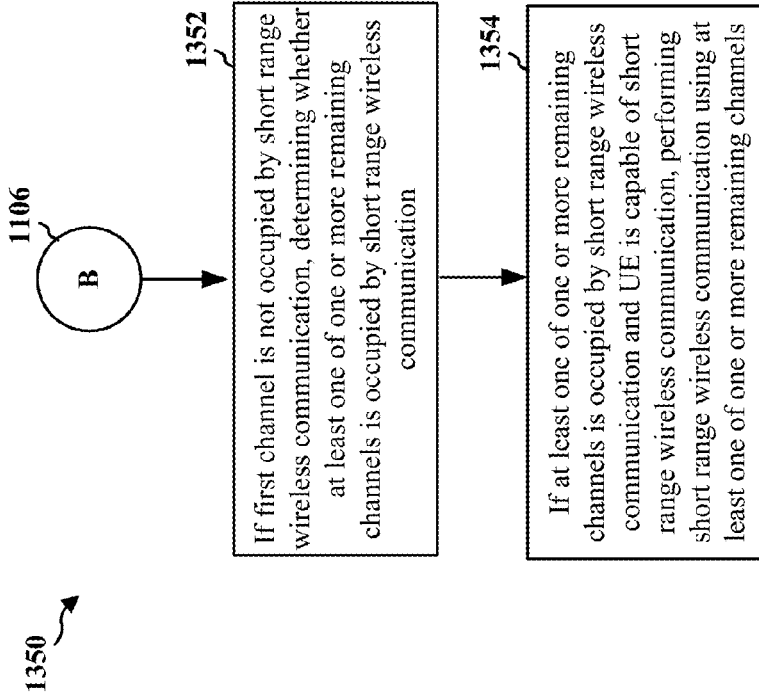 1350
1106
B
1352
If first channel is not occupied by short range
wireless communication, determining whether
at least one of one or more remaining
channels is occupied by short range wireless
communication
1354
If at least one of one or more remaining
channels is occupied by short range wireless
communication and UE is capable of short
range wireless communication, performing
short range wireless communication using at
least one of one or more remaining channels